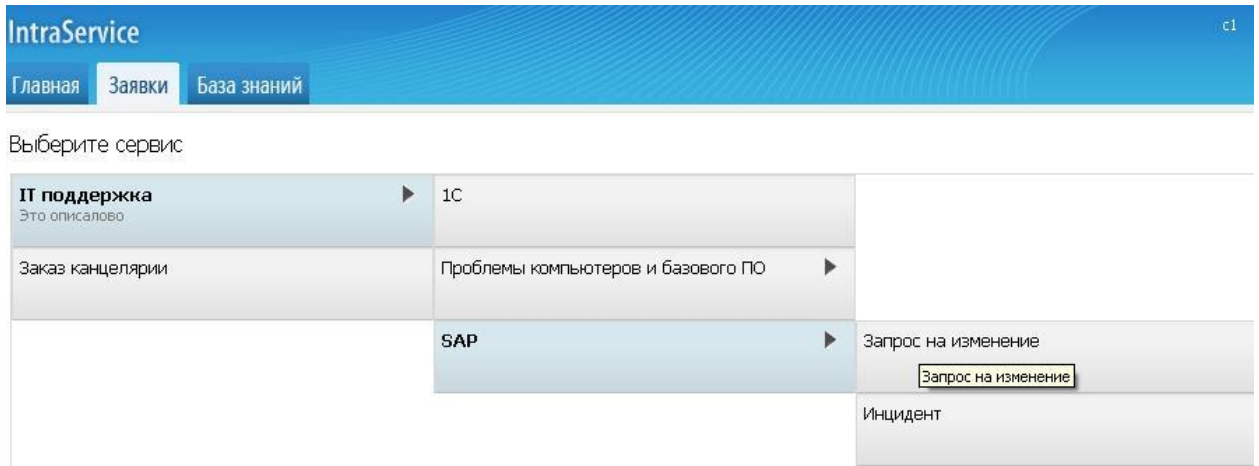 IntraService
c1
Главная Заявки База знаний
Выберите сервис
IT поддержка
Это описалово
1С
Заказ канцелярии
Проблемы компьютеров и базового ПО
SAP
Запрос на изменение
Запрос на изменение
Инцидент